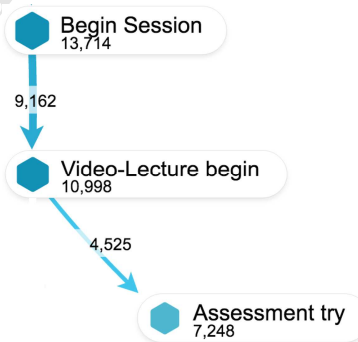 Begin Session
13,714
9,162
Video-Lecture begin
10,998
4,525
Assessment try
7,248